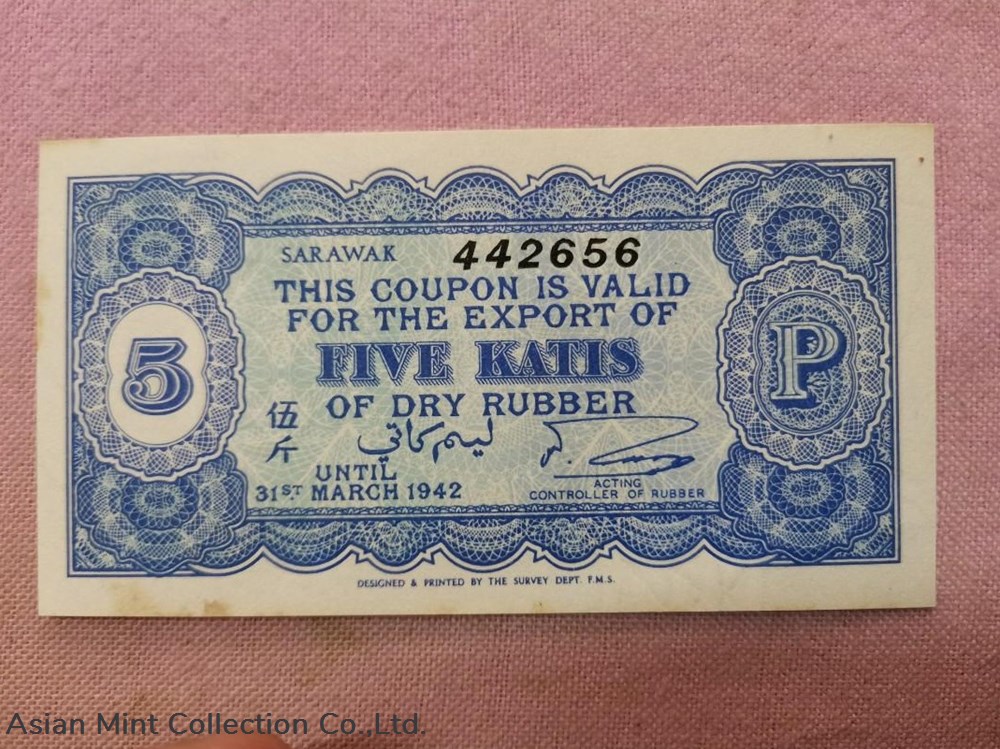 SARAWAK 442656
THIS COUPON IS VALID
FOR THE EXPORT OF
FIVE KATIS
OF DRY RUBBER
5
P
伍
斤
ليم كاتي
UNTIL
31ST MARCH 1942
ACTING
CONTROLLER OF RUBBER
DESIGNED & PRINTED BY THE SURVEY DEPT. F.M.S.
Asian Mint Collection Co.,Ltd.